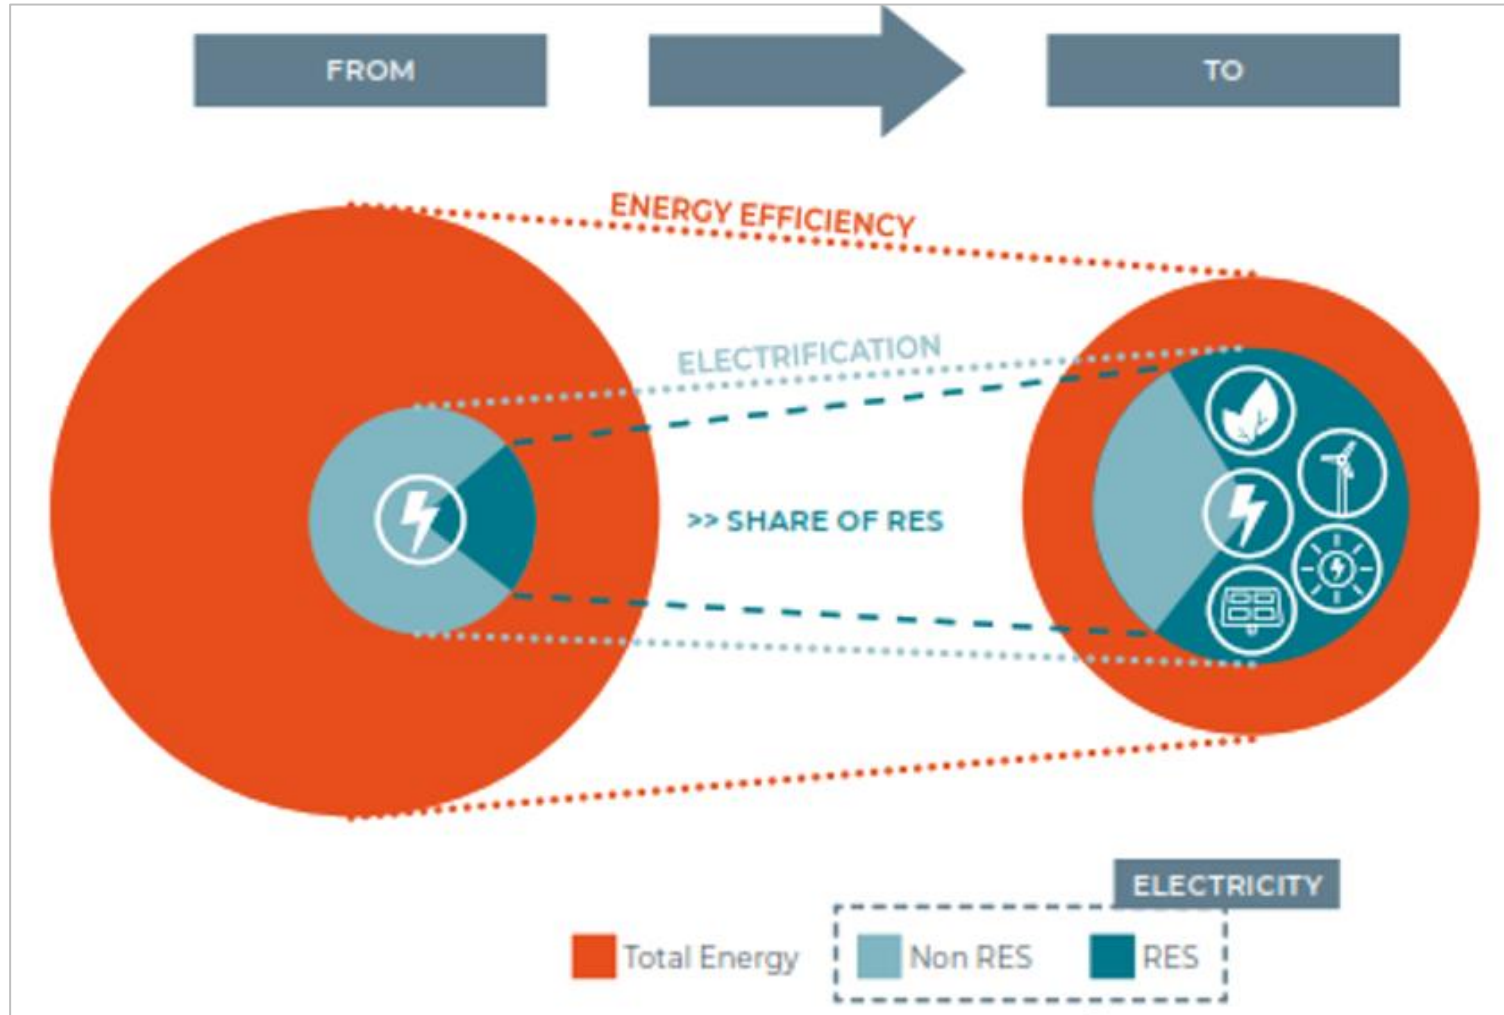 FROM
TO
ENERGY EFFICIENCY
ELECTRIFICATION
>> SHARE OF RES
ELECTRICITY
Total Energy
Non RES
RES